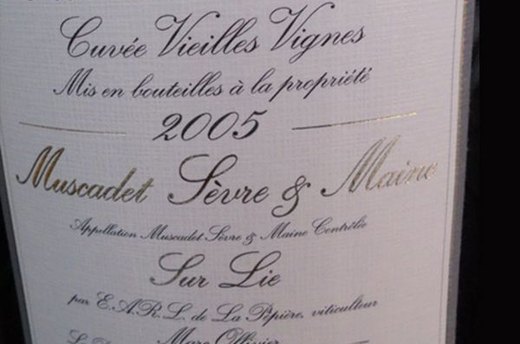 Cuvée Vieilles Vignes
Mis en bouteilles à la propriété
2005
Muscadet Sèvre & Maine
Appellation Muscadet Sèvre & Maine Contrôlée
Sur Lie
par E.A.R.L. de La Pépière, viticulteur
Marc Ollivier